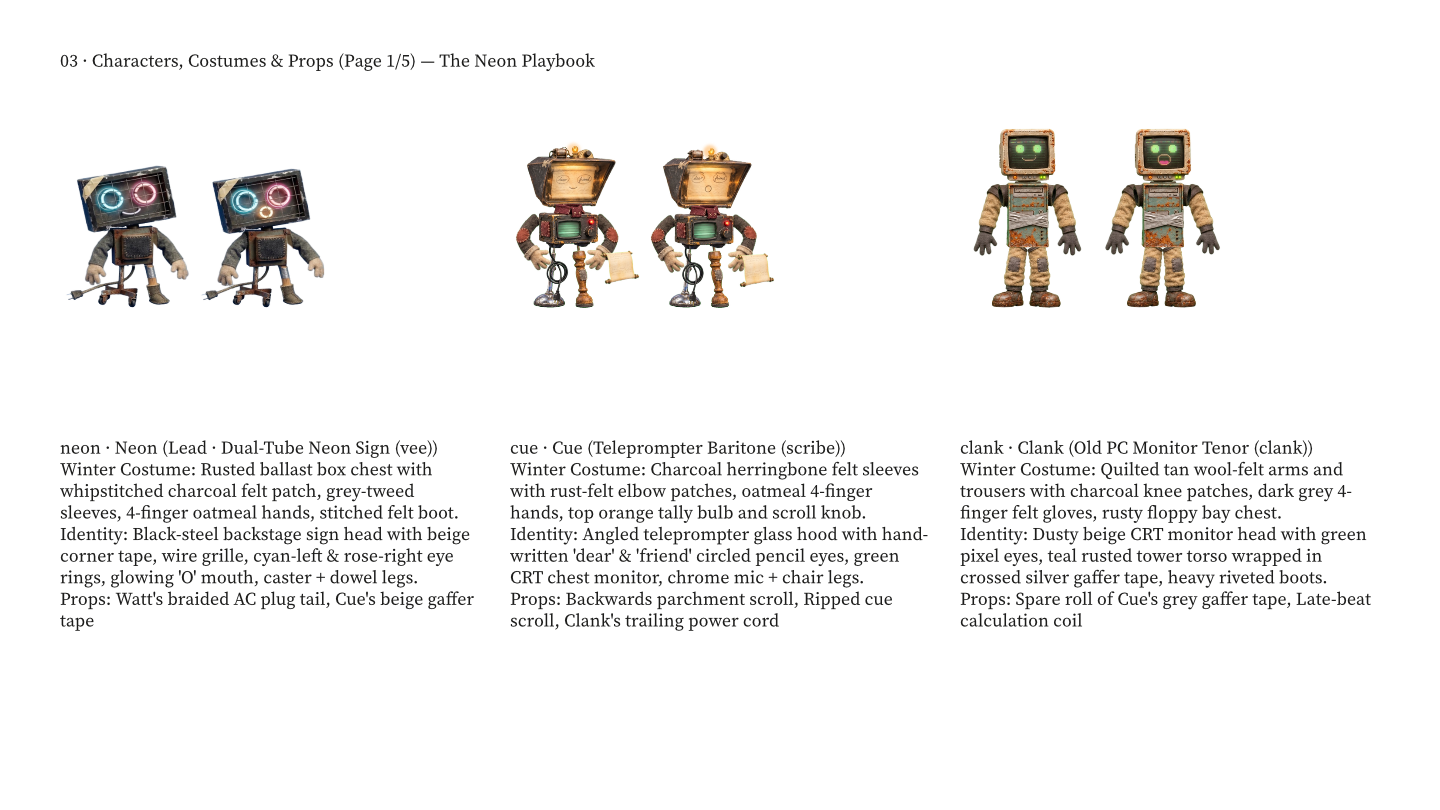 03 · Characters, Costumes & Props (Page 1/5) — The Neon Playbook
neon · Neon (Lead · Dual-Tube Neon Sign (vee))
Winter Costume: Rusted ballast box chest with
whipstitched charcoal felt patch, grey-tweed
sleeves, 4-finger oatmeal hands, stitched felt boot.
Identity: Black-steel backstage sign head with beige
corner tape, wire grille, cyan-left & rose-right eye
rings, glowing 'O' mouth, caster + dowel legs.
Props: Watt's braided AC plug tail, Cue's beige gaffer
tape
cue · Cue (Teleprompter Baritone (scribe))
Winter Costume: Charcoal herringbone felt sleeves
with rust-felt elbow patches, oatmeal 4-finger
hands, top orange tally bulb and scroll knob.
Identity: Angled teleprompter glass hood with hand-
written 'dear' & 'friend' circled pencil eyes, green
CRT chest monitor, chrome mic + chair legs.
Props: Backwards parchment scroll, Ripped cue
scroll, Clank's trailing power cord
clank · Clank (Old PC Monitor Tenor (clank))
Winter Costume: Quilted tan wool-felt arms and
trousers with charcoal knee patches, dark grey 4-
finger felt gloves, rusty floppy bay chest.
Identity: Dusty beige CRT monitor head with green
pixel eyes, teal rusted tower torso wrapped in
crossed silver gaffer tape, heavy riveted boots.
Props: Spare roll of Cue's grey gaffer tape, Late-beat
calculation coil